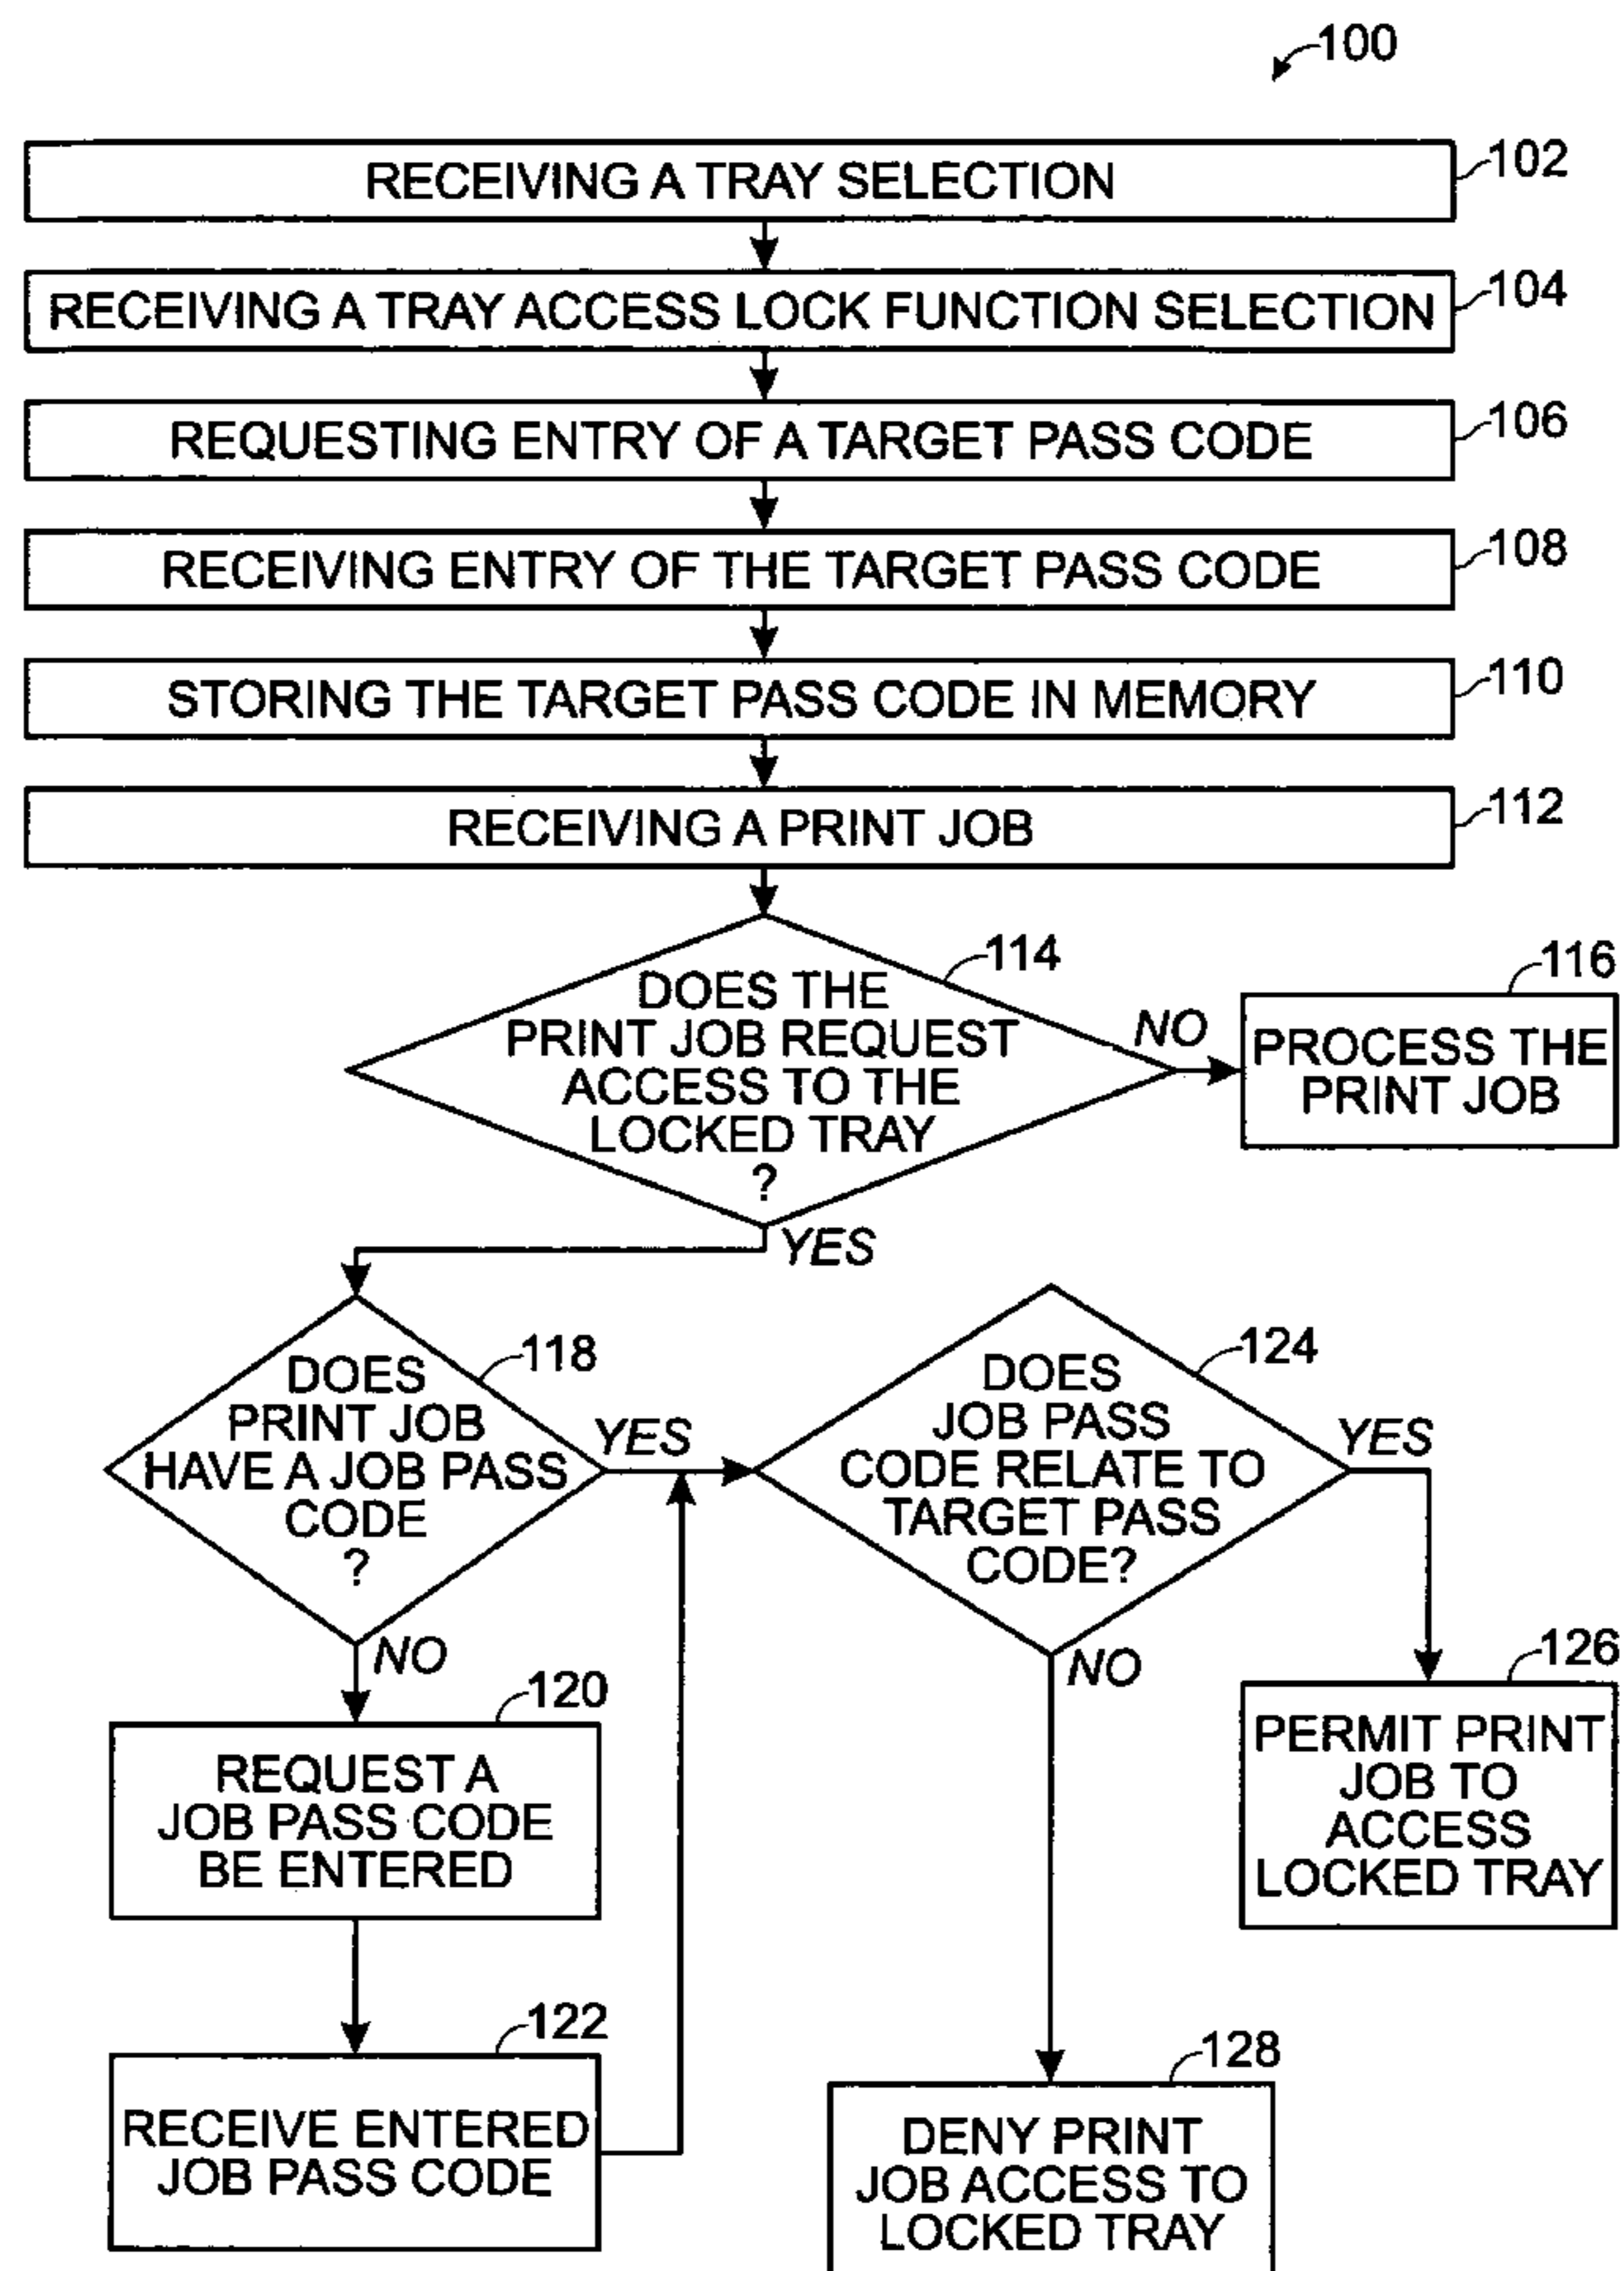 100
RECEIVING A TRAY SELECTION
102
RECEIVING A TRAY ACCESS LOCK FUNCTION SELECTION
104
REQUESTING ENTRY OF A TARGET PASS CODE
106
RECEIVING ENTRY OF THE TARGET PASS CODE
108
STORING THE TARGET PASS CODE IN MEMORY
110
RECEIVING A PRINT JOB
112
114
DOES THE
PRINT JOB REQUEST
ACCESS TO THE
LOCKED TRAY
?
NO
116
PROCESS THE
PRINT JOB
YES
118
DOES
PRINT JOB
HAVE A JOB PASS
CODE
?
YES
124
DOES
JOB PASS
CODE RELATE TO
TARGET PASS
CODE?
YES
NO
120
REQUEST A
JOB PASS CODE
BE ENTERED
NO
126
PERMIT PRINT
JOB TO
ACCESS
LOCKED TRAY
122
RECEIVE ENTERED
JOB PASS CODE
128
DENY PRINT
JOB ACCESS TO
LOCKED TRAY